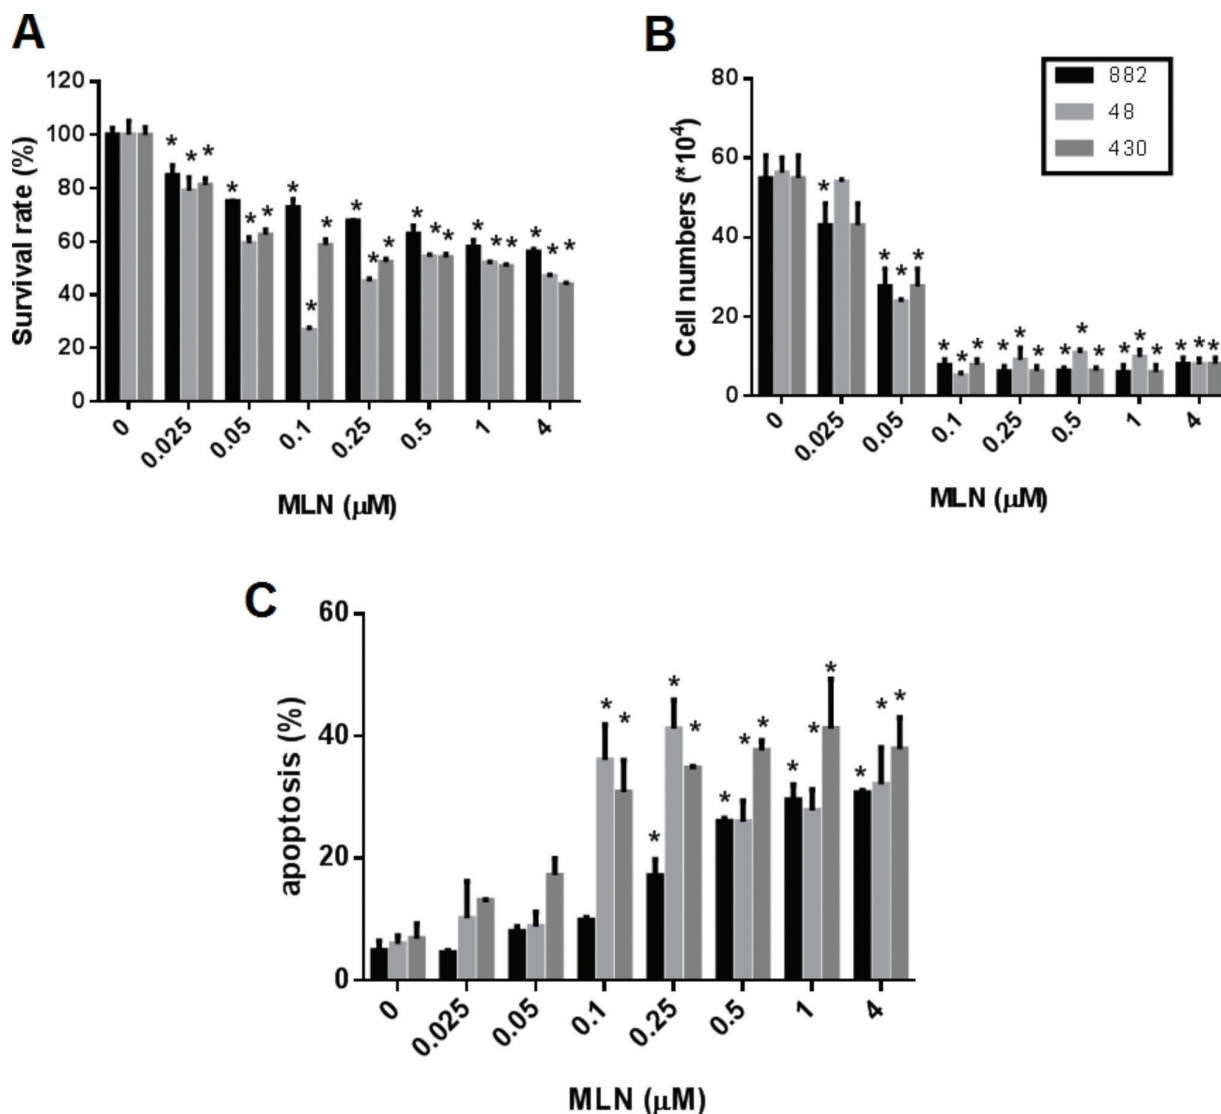 A
Survival rate (%)
120
100
80
60
40
20
0
* * * * * * * * * * * * * * * * * * * * *
0 0.025 0.05 0.1 0.25 0.5 1 4
MLN (μM)
B
Cell numbers (*10⁴)
80
60
40
20
0
882
48
430
* * * * * * * * * * * * * * * * * * *
0 0.025 0.05 0.1 0.25 0.5 1 4
MLN (μM)
C
apoptosis (%)
60
40
20
0
* * * * * * * * * * * * * *
0 0.025 0.05 0.1 0.25 0.5 1 4
MLN (μM)